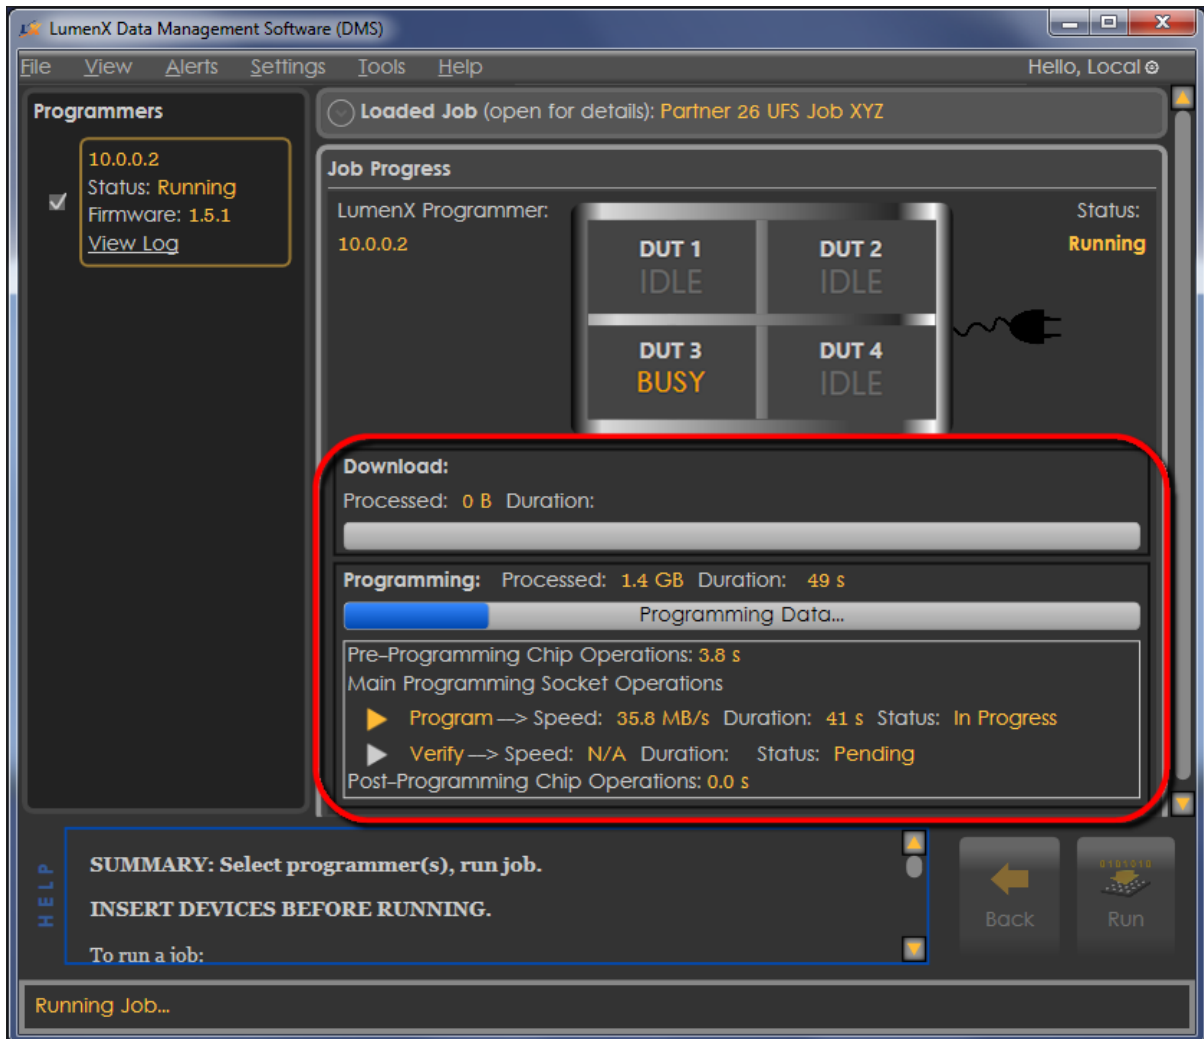 LumenX Data Management Software (DMS)
File View Alerts Settings Tools Help Hello, Local
Programmers
10.0.0.2
Status: Running
Firmware: 1.5.1
View Log
Loaded Job (open for details): Partner 26 UFS Job XYZ
Job Progress
LumenX Programmer:
10.0.0.2
DUT 1
IDLE
DUT 2
IDLE
DUT 3
BUSY
DUT 4
IDLE
Status:
Running
Download:
Processed: 0 B Duration:
Programming: Processed: 1.4 GB Duration: 49 s
Programming Data...
Pre-Programming Chip Operations: 3.8 s
Main Programming Socket Operations
Program —> Speed: 35.8 MB/s Duration: 41 s Status: In Progress
Verify —> Speed: N/A Duration: Status: Pending
Post-Programming Chip Operations: 0.0 s
HELP
SUMMARY: Select programmer(s), run job.
INSERT DEVICES BEFORE RUNNING.
To run a job:
Back
0101010
Run
Running Job...